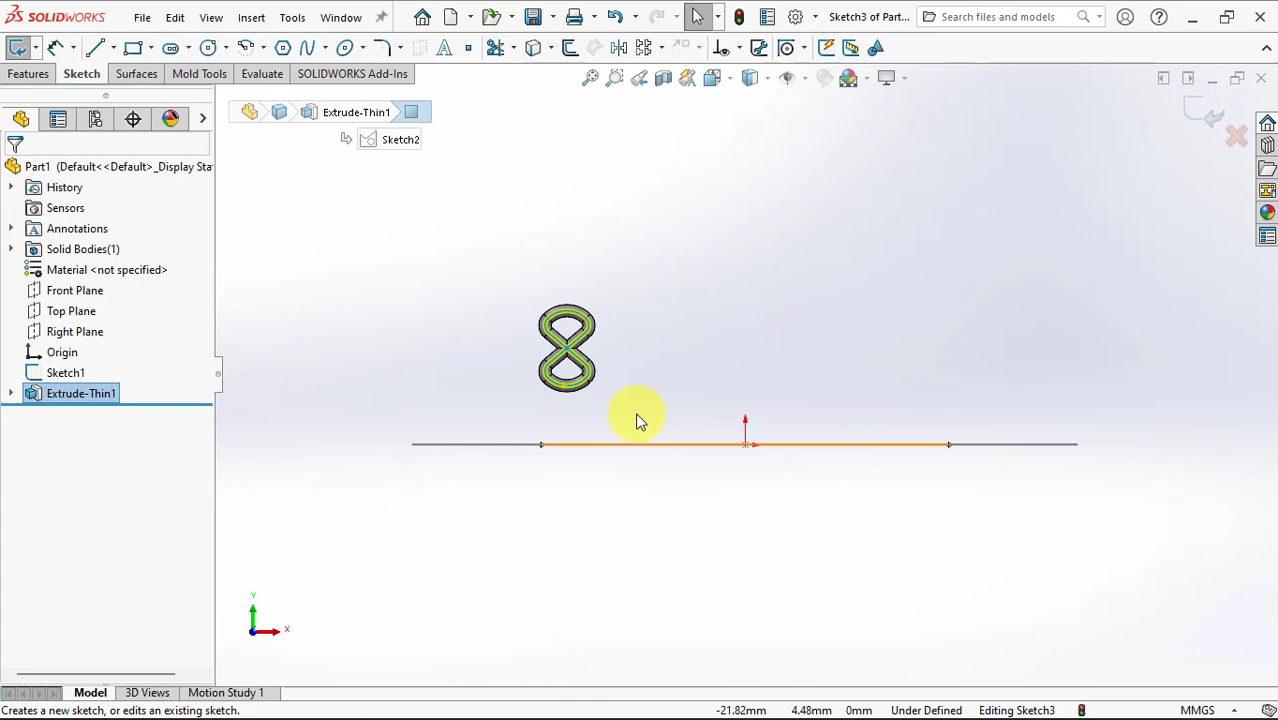 SOLIDWORKS File Edit View Insert Tools Window Sketch3 of Part... Search files and models
Features Sketch Surfaces Mold Tools Evaluate SOLIDWORKS Add-Ins
Extrude-Thin1
Sketch2
Part1 (Default<<Default>_Display Sta
History
Sensors
Annotations
Solid Bodies(1)
Material <not specified>
Front Plane
Top Plane
Right Plane
Origin
Sketch1
Extrude-Thin1
Y
X
Model 3D Views Motion Study 1
Creates a new sketch, or edits an existing sketch. -21.82mm 4.48mm 0mm Under Defined Editing Sketch3 MMGS